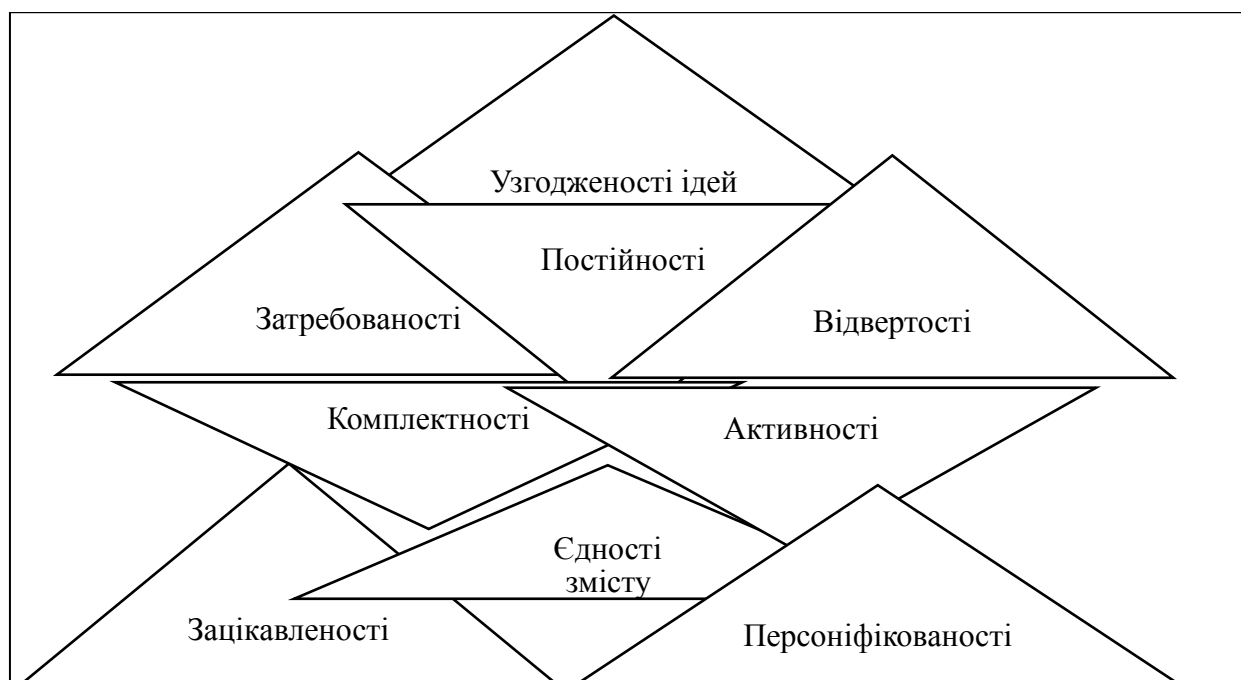 Узгодженості ідей
Постійності
Затребованості
Відвертості
Комплектності
Активності
Єдності
змісту
Зацікавленості
Персоніфікованості